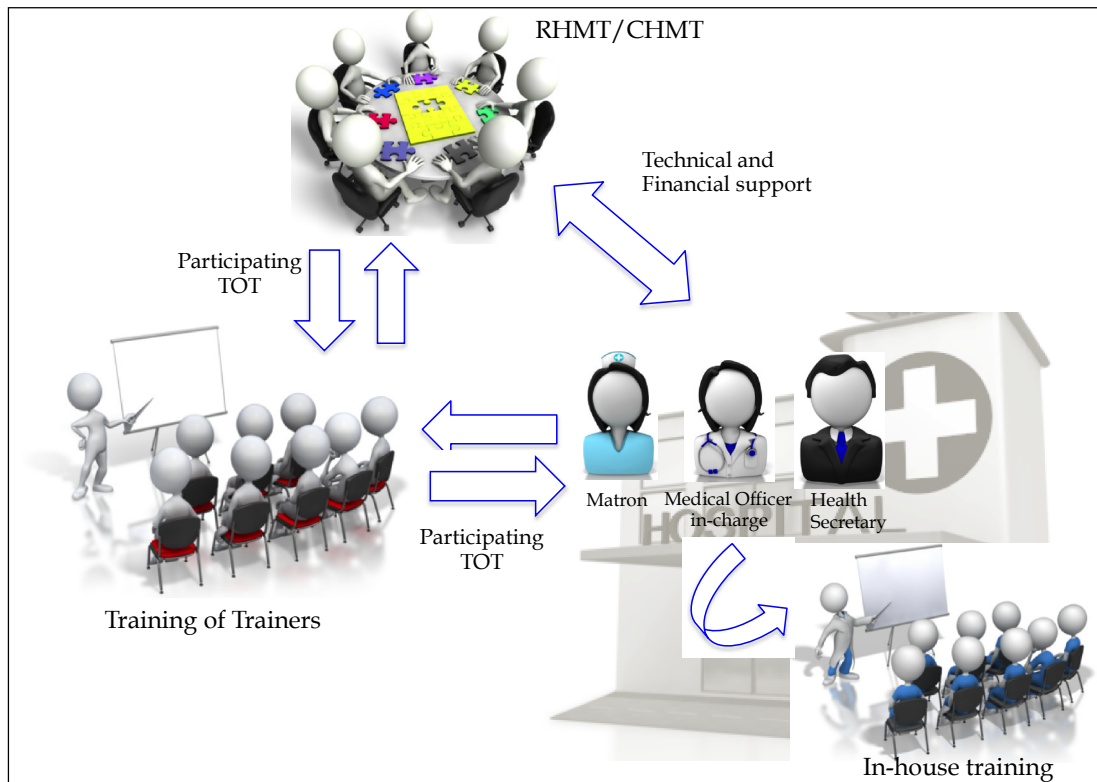 RHMT/CHMT
Technical and
Financial support
Participating
TOT
Matron
Medical Officer
in-charge
Health
Secretary
HOSPITAL
Participating
TOT
Training of Trainers
In-house training